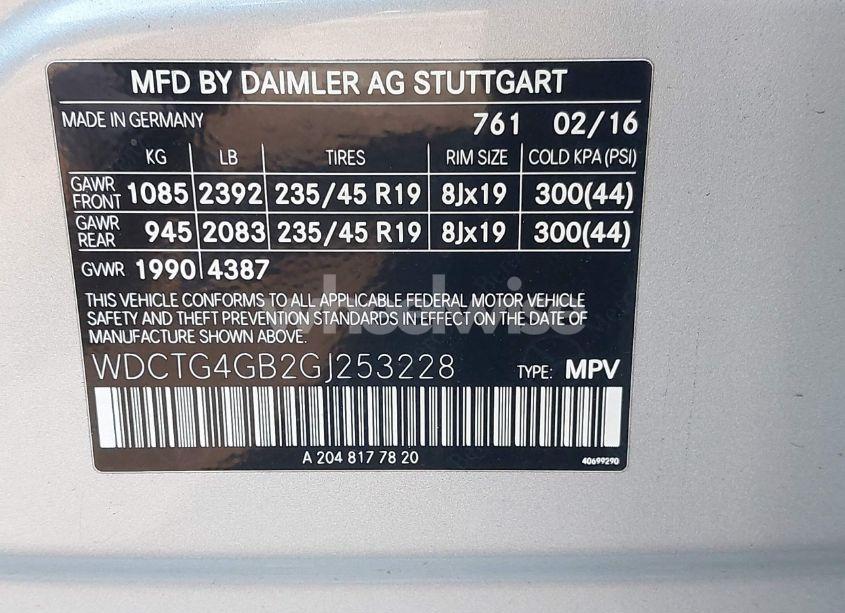 MFD BY DAIMLER AG STUTTGART
MADE IN GERMANY 761 02/16
KG LB TIRES RIM SIZE COLD KPA (PSI)
GAWR FRONT 1085 2392 235/45 R19 8Jx19 300(44)
GAWR REAR 945 2083 235/45 R19 8Jx19 300(44)
GVWR 1990 4387
THIS VEHICLE CONFORMS TO ALL APPLICABLE FEDERAL MOTOR VEHICLE
SAFETY AND THEFT PREVENTION STANDARDS IN EFFECT ON THE DATE OF
MANUFACTURE SHOWN ABOVE.
wheelwise
WDCTG4GB2GJ253228 TYPE: MPV
A 204 817 78 20
40699290